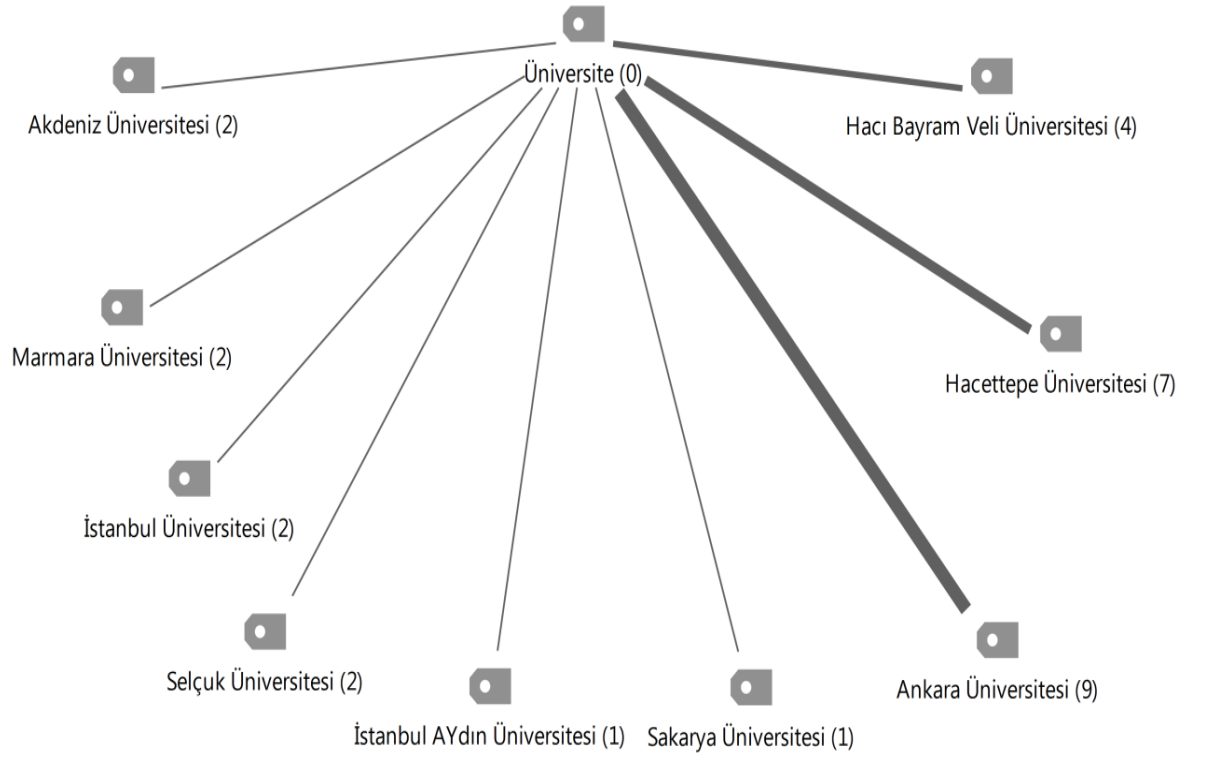 Üniversite (0)
Akdeniz Üniversitesi (2)
Hacı Bayram Veli Üniversitesi (4)
Marmara Üniversitesi (2)
Hacettepe Üniversitesi (7)
İstanbul Üniversitesi (2)
Selçuk Üniversitesi (2)
Ankara Üniversitesi (9)
İstanbul AYdın Üniversitesi (1)
Sakarya Üniversitesi (1)